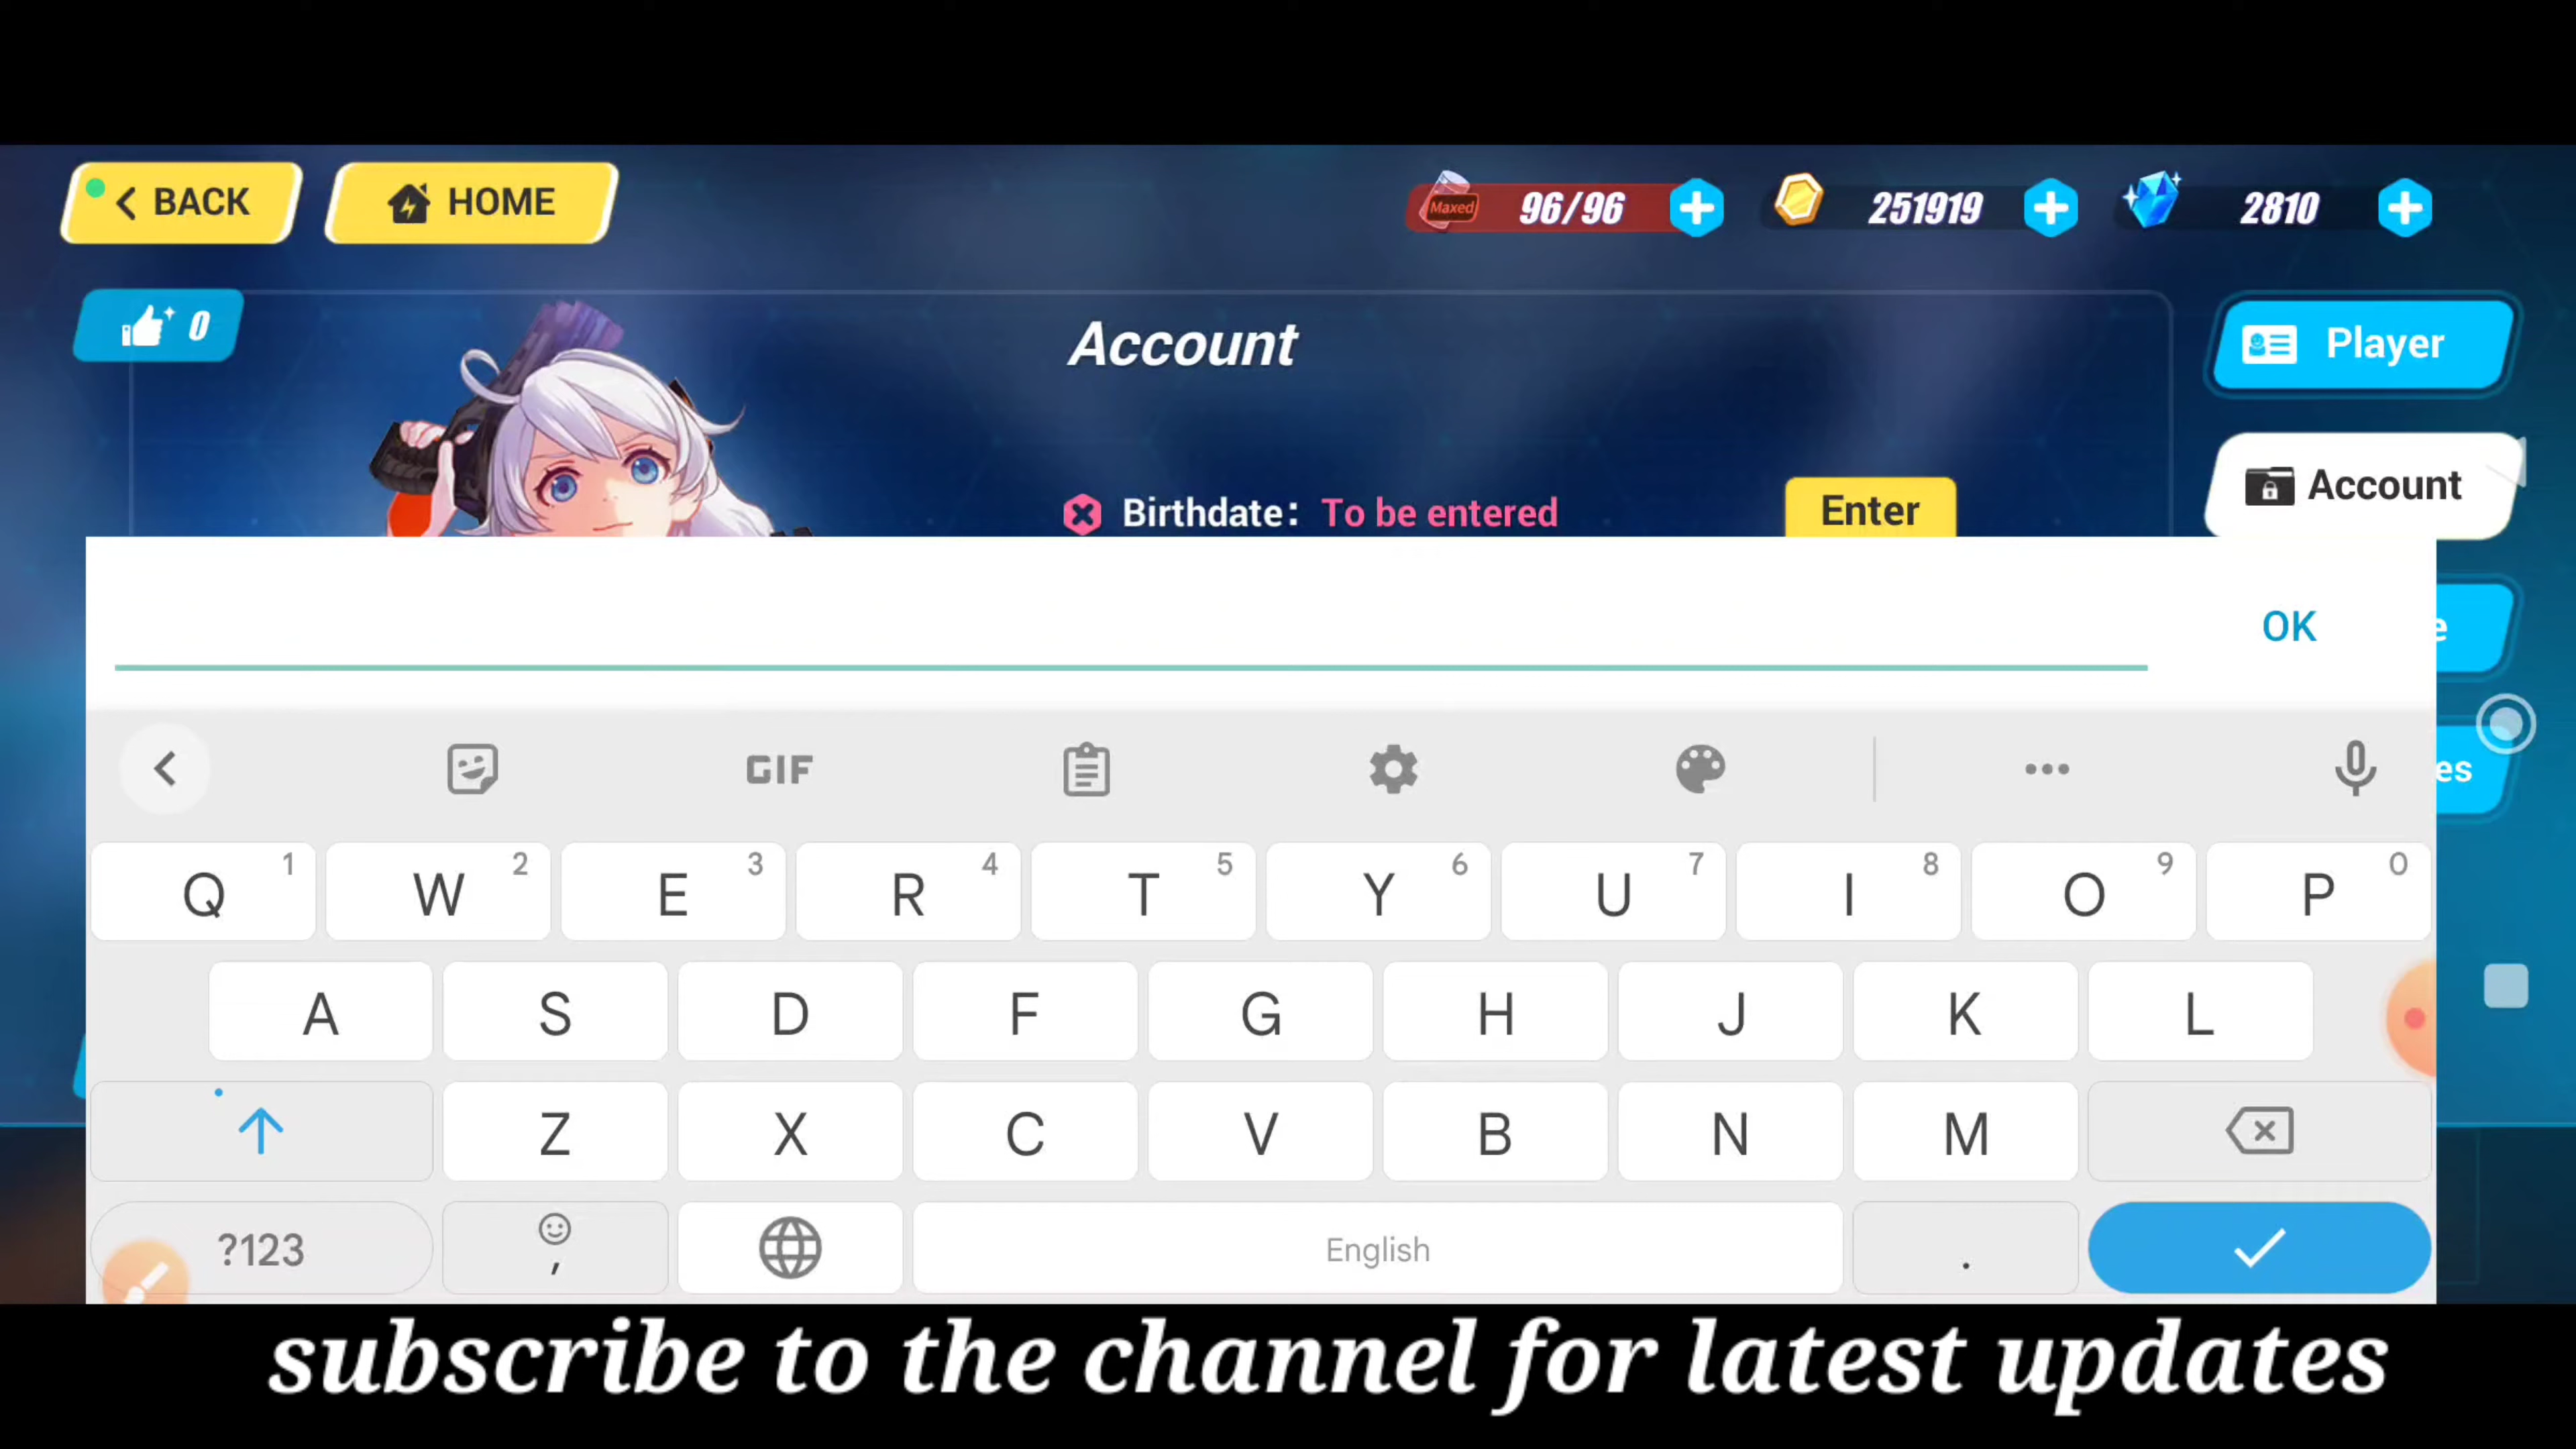 BACK
HOME
Maxed
96/96
251919
2810
0
Account
Player
Account
Birthdate: To be entered
Enter
OK
e
GIF
es
Q 1 W 2 E 3 R 4 T 5 Y 6 U 7 I 8 O 9 P 0
A S D F G H J K L
Z X C V B N M
?123 , English .
subscribe to the channel for latest updates